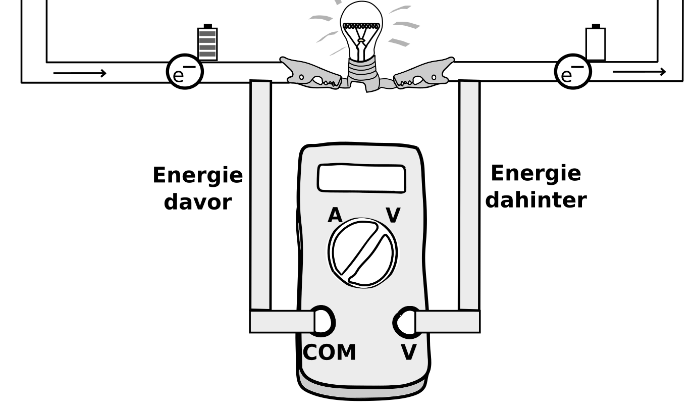 e⁻
e⁻
Energie
davor
Energie
dahinter
A V
COM V